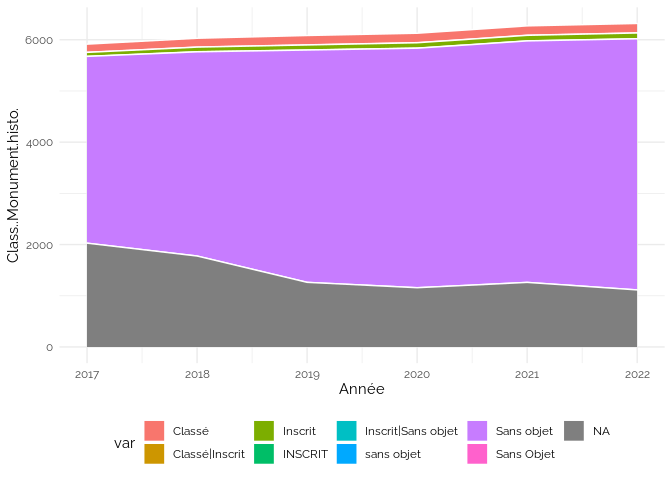 6000
4000
2000
0
Class..Monument.histo.
2017 2018 2019 2020 2021 2022
Année
var
Classé Inscrit Inscrit|Sans objet Sans objet NA
Classé|Inscrit INSCRIT sans objet Sans Objet